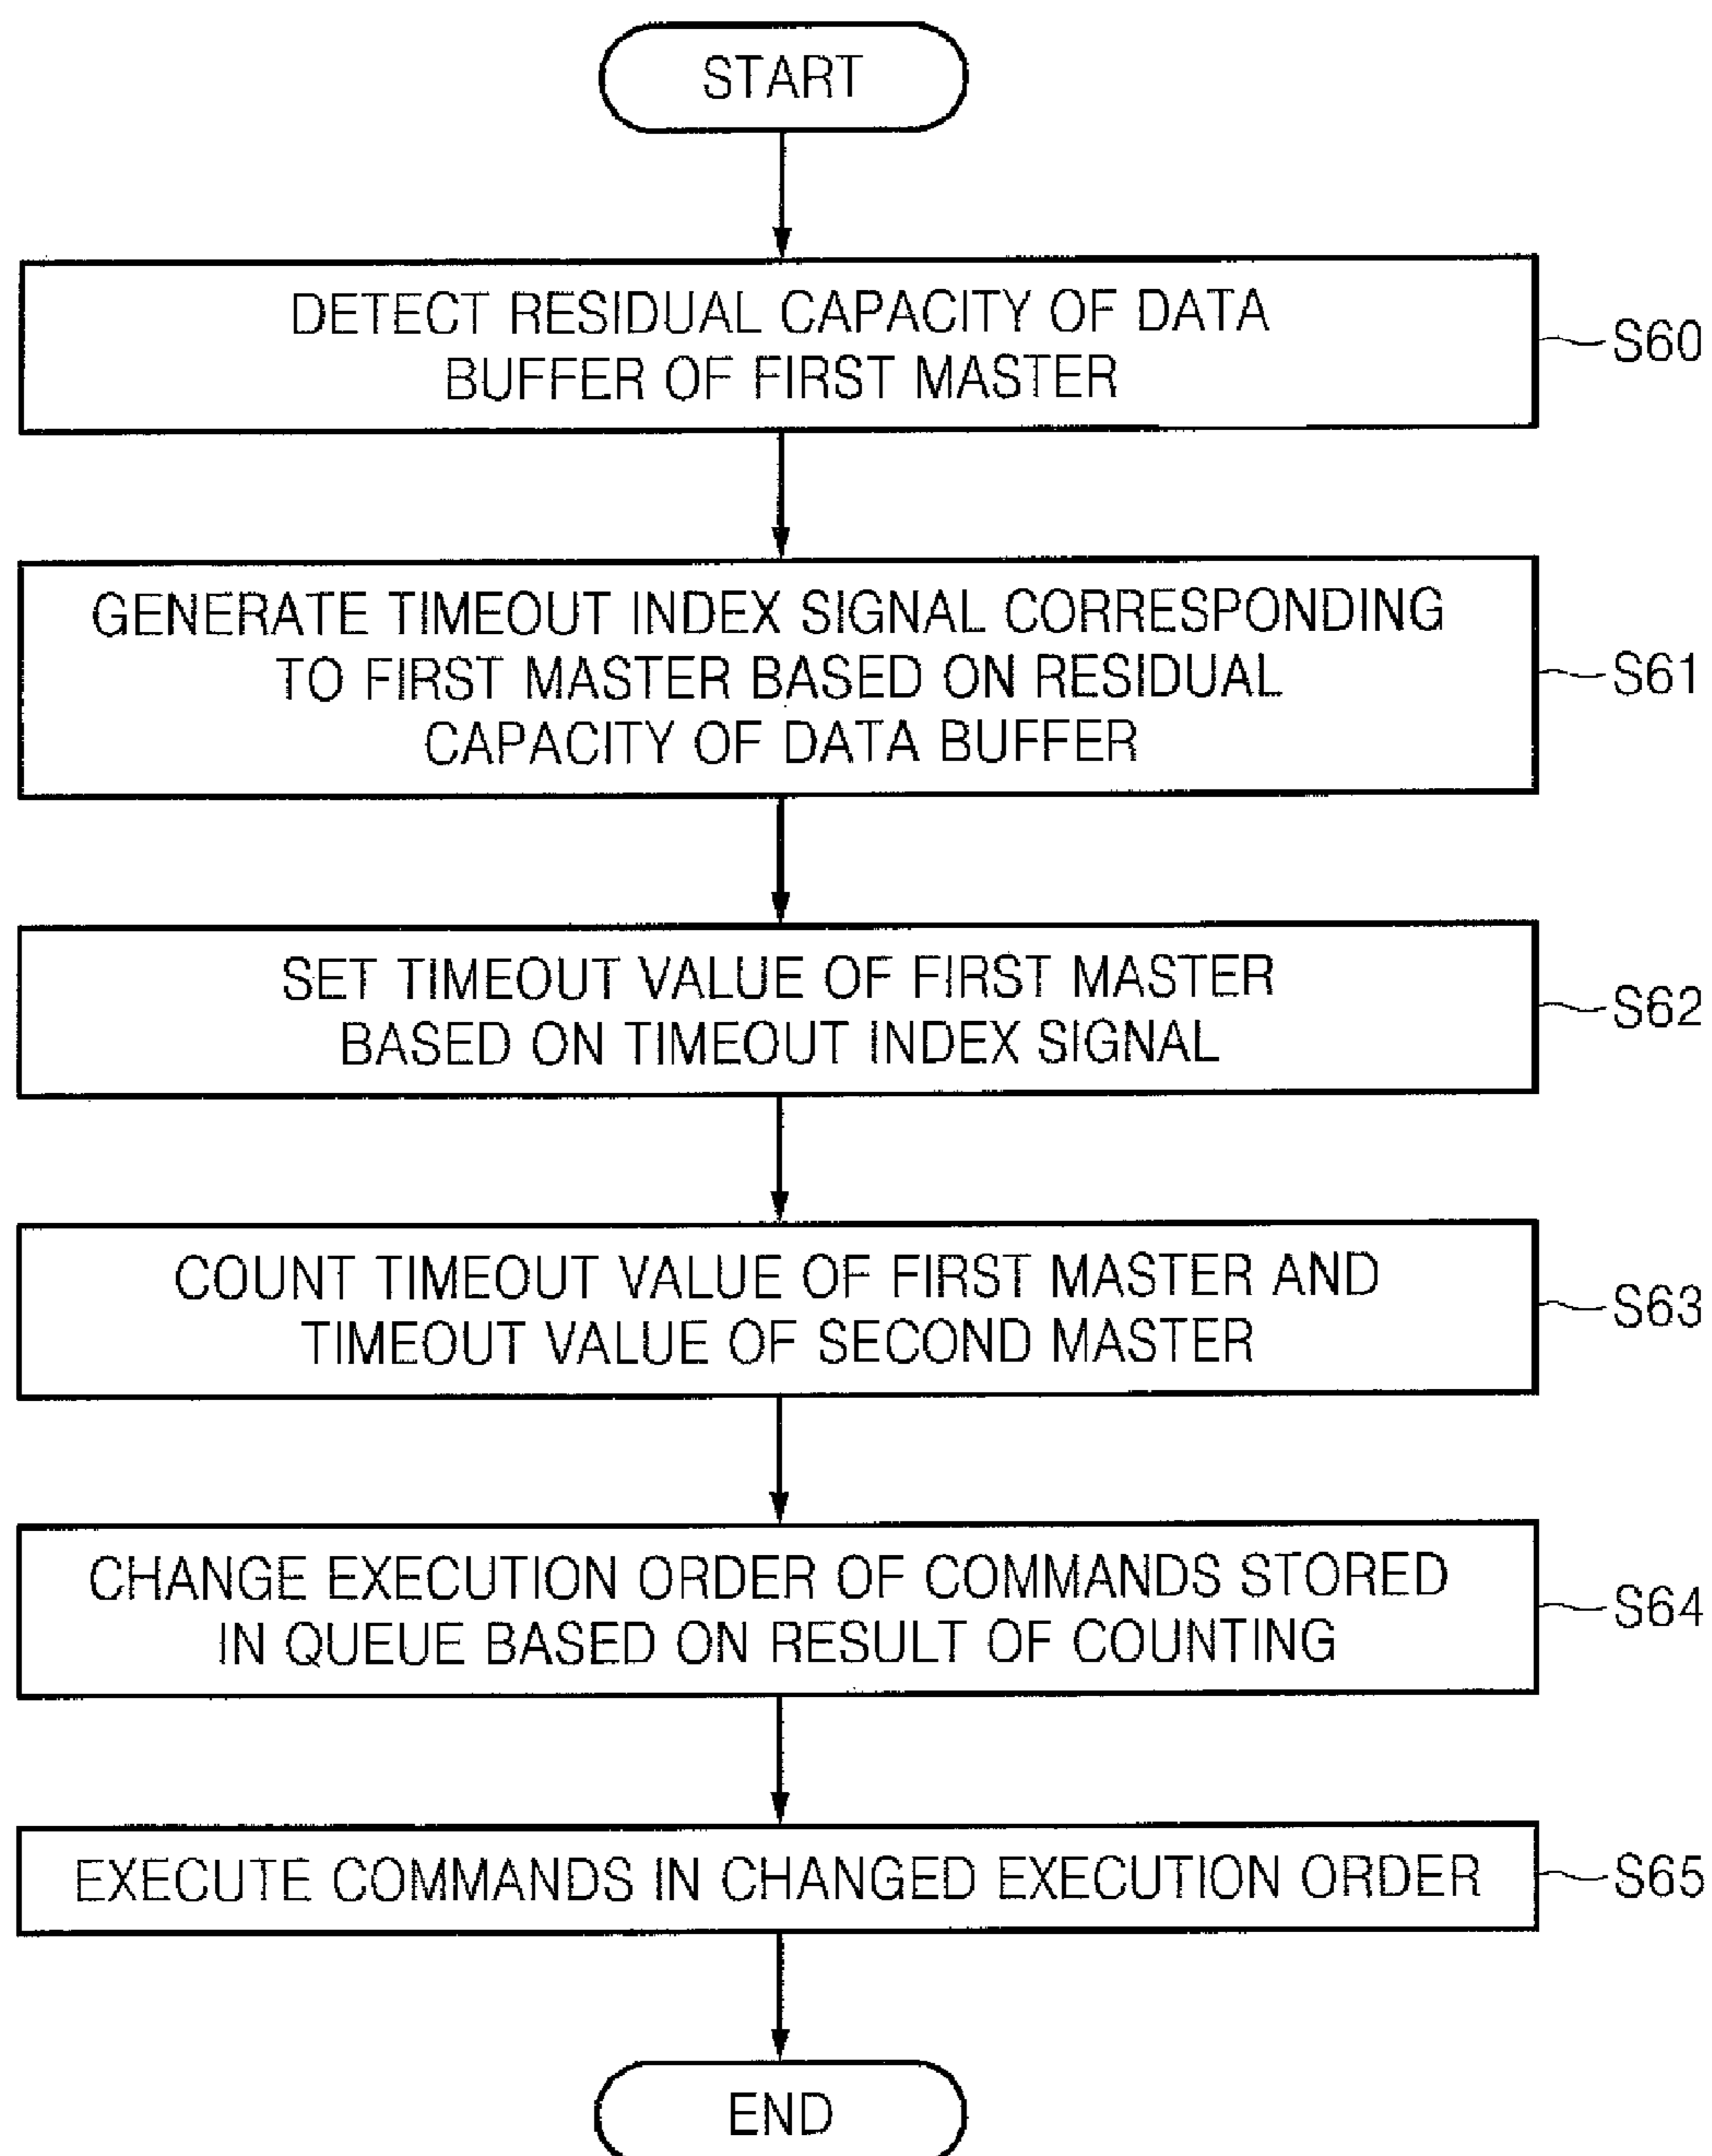 START
DETECT RESIDUAL CAPACITY OF DATA
BUFFER OF FIRST MASTER
S60
GENERATE TIMEOUT INDEX SIGNAL CORRESPONDING
TO FIRST MASTER BASED ON RESIDUAL
CAPACITY OF DATA BUFFER
S61
SET TIMEOUT VALUE OF FIRST MASTER
BASED ON TIMEOUT INDEX SIGNAL
S62
COUNT TIMEOUT VALUE OF FIRST MASTER AND
TIMEOUT VALUE OF SECOND MASTER
S63
CHANGE EXECUTION ORDER OF COMMANDS STORED
IN QUEUE BASED ON RESULT OF COUNTING
S64
EXECUTE COMMANDS IN CHANGED EXECUTION ORDER
S65
END